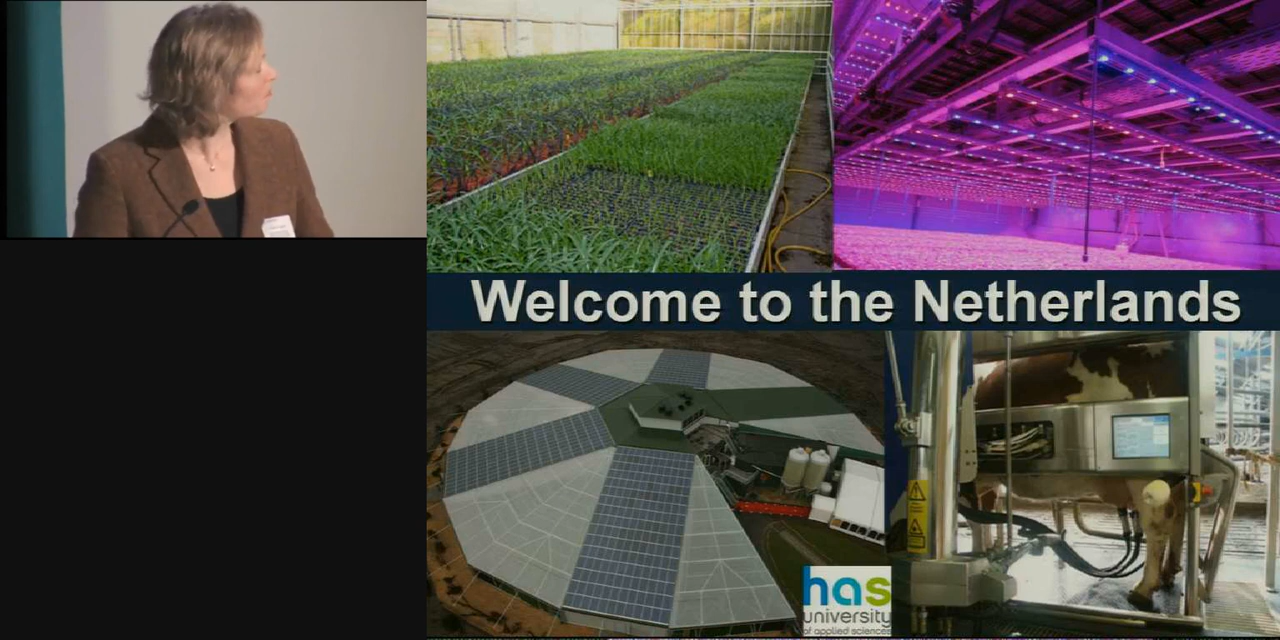 Welcome to the Netherlands
has
university
of applied sciences